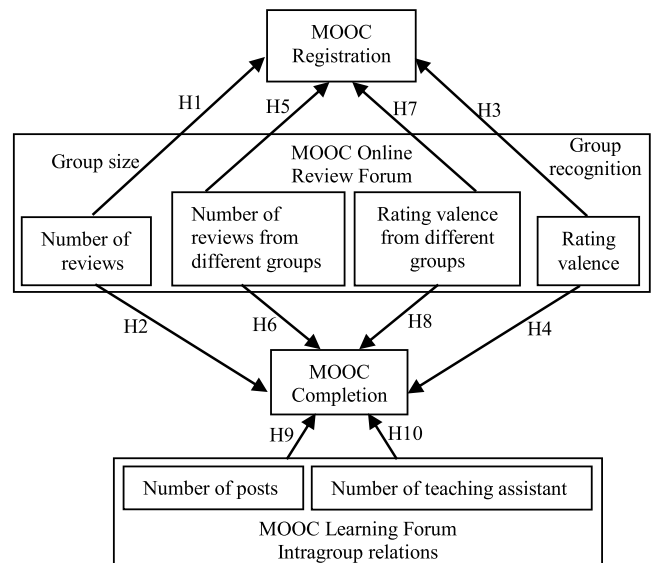 MOOC
Registration
H1
H5
H7
H3
Group size
MOOC Online
Review Forum
Group
recognition
Number of
reviews
Number of
reviews from
different groups
Rating valence
from different
groups
Rating
valence
H2
H6
H8
H4
MOOC
Completion
H9
H10
Number of posts
Number of teaching assistant
MOOC Learning Forum
Intragroup relations